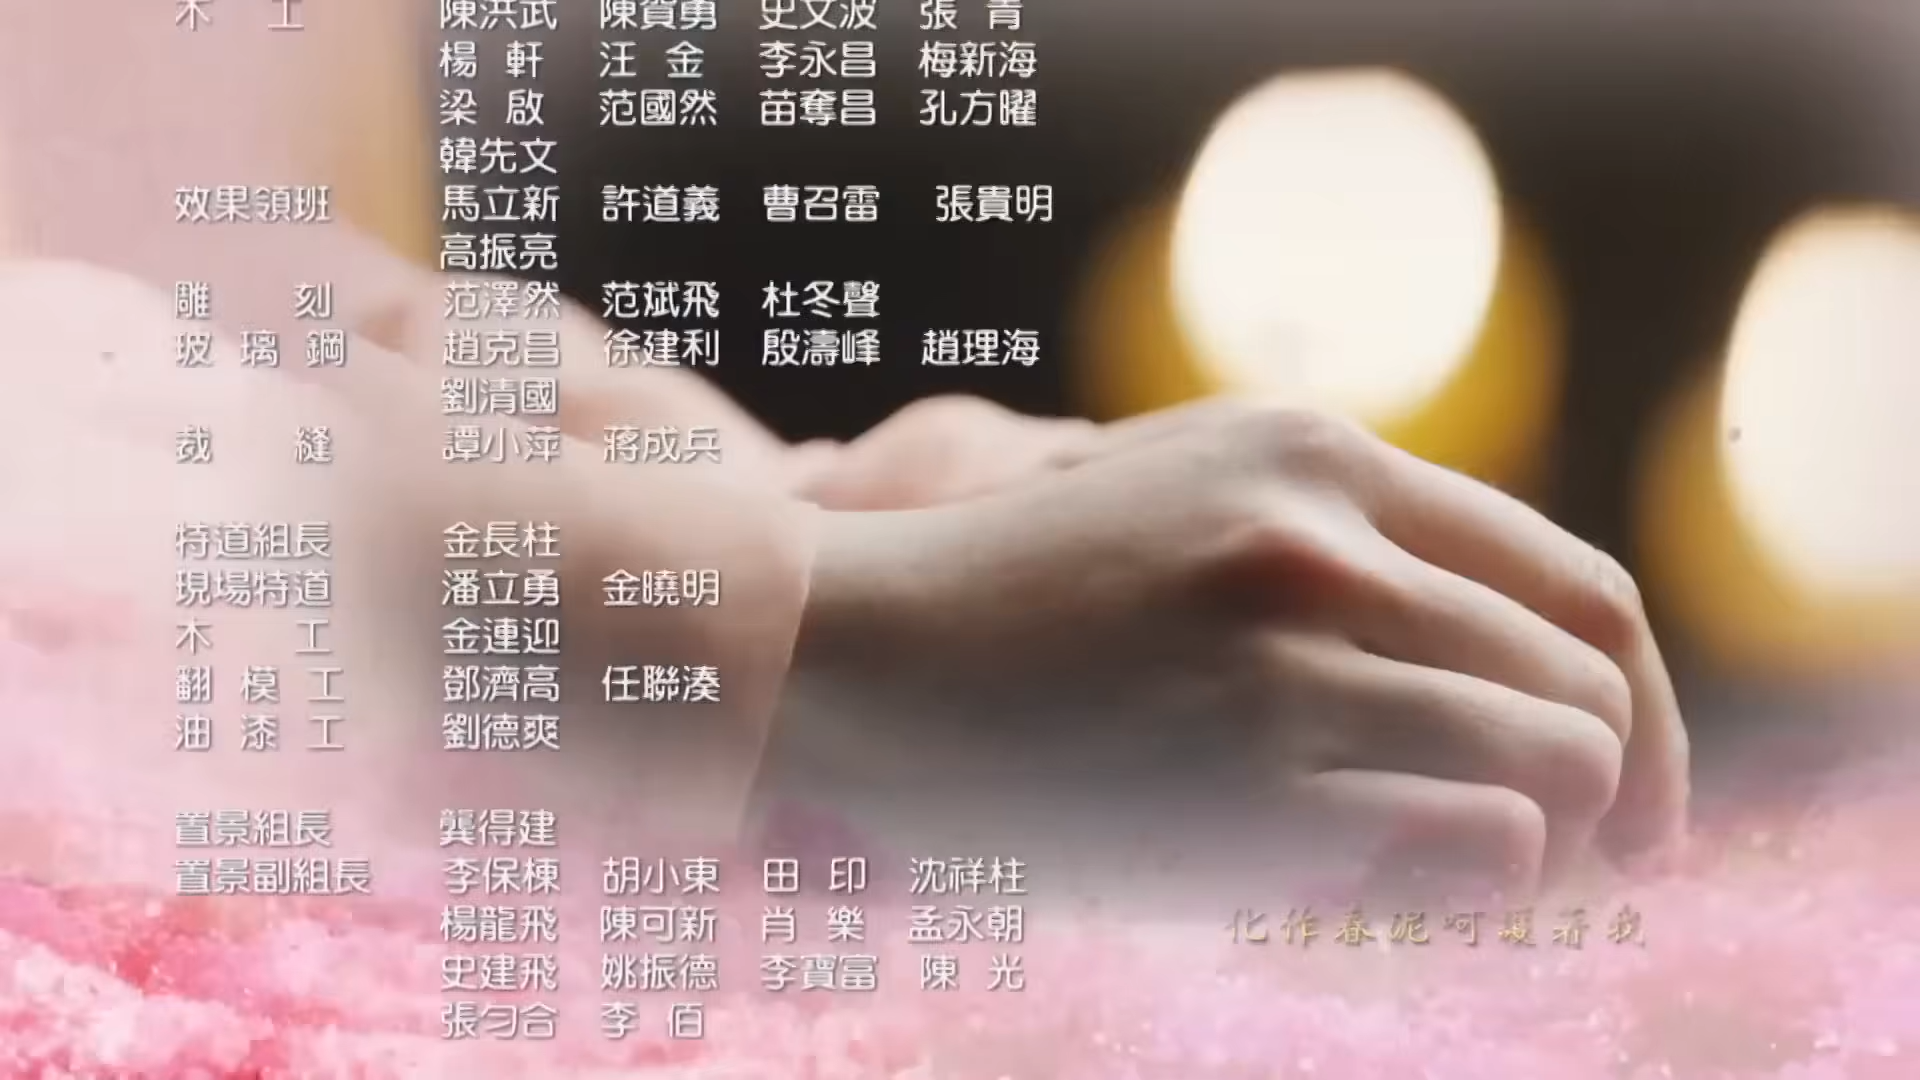 木 工 陳洪武 陳賀勇 史文波 張 青
楊 軒 汪 金 李永昌 梅新海
梁 啟 范國然 苗奪昌 孔方曜
韓先文
效果領班 馬立新 許道義 曹召雷 張貴明
高振亮
雕 刻 范澤然 范斌飛 杜冬聲
玻 璃 鋼 趙克昌 徐建利 殷濤峰 趙理海
劉清國
裁 縫 譚小萍 蔣成兵
特道組長 金長柱
現場特道 潘立勇 金曉明
木 工 金連迎
翻 模 工 鄧濟高 任聯湊
油 漆 工 劉德爽
置景組長 龔得建
置景副組長 李保棟 胡小東 田 印 沈祥柱
楊龍飛 陳可新 肖 樂 孟永朝
化作春泥呵護著我
史建飛 姚振德 李寶富 陳 光
張勻合 李 佰